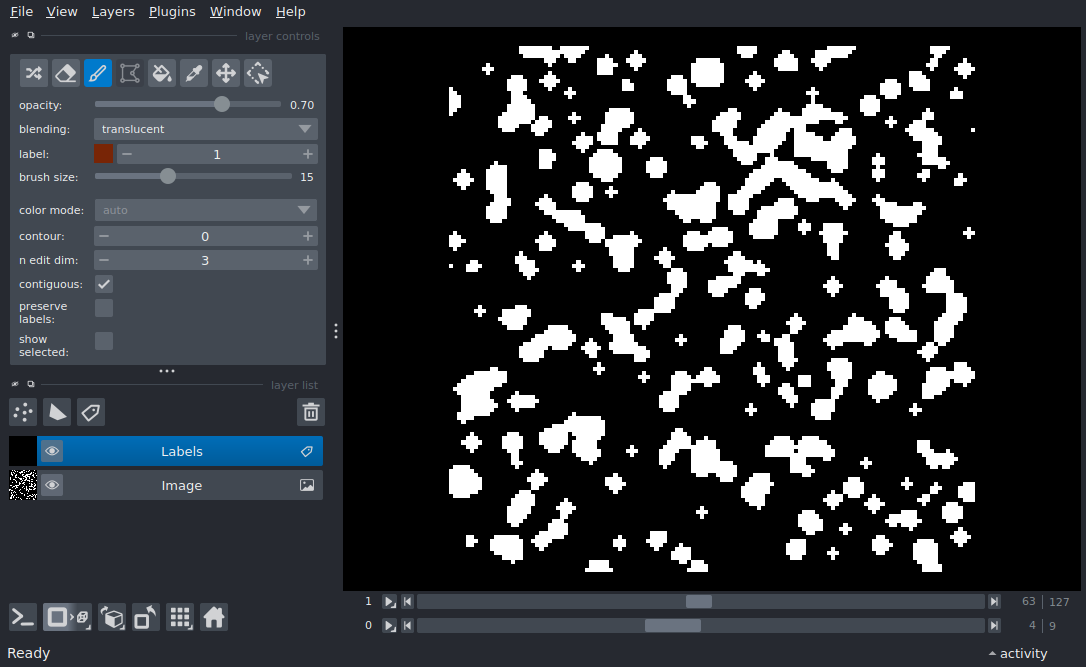 File View Layers Plugins Window Help
layer controls
opacity: 0.70
blending: translucent
label: 1
brush size: 15
color mode: auto
contour: 0
n edit dim: 3
contiguous:
preserve
labels:
show
selected:
layer list
Labels
Image
1 63 127
0 4 9
Ready activity